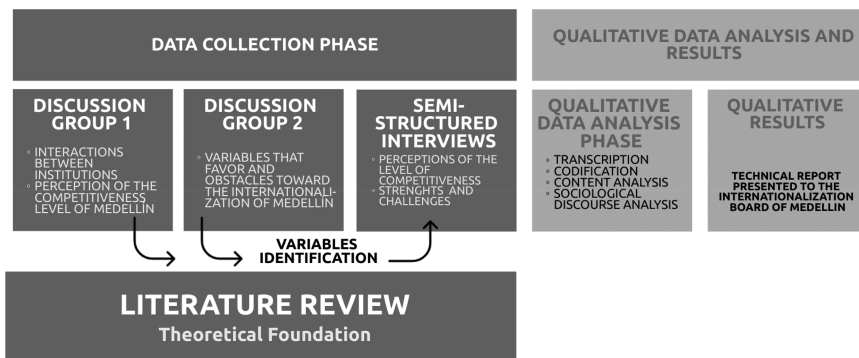 DATA COLLECTION PHASE
QUALITATIVE DATA ANALYSIS AND
RESULTS
DISCUSSION
GROUP 1
◦ INTERACTIONS
BETWEEN
INSTITUTIONS
◦ PERCEPTION OF THE
COMPETITIVENESS
LEVEL OF MEDELLIN
DISCUSSION
GROUP 2
◦ VARIABLES THAT
FAVOR AND
OBSTACLES TOWARD
THE INTERNATIONALI-
ZATION OF MEDELLIN
SEMI-
STRUCTURED
INTERVIEWS
◦ PERCEPTIONS OF THE
LEVEL OF
COMPETITIVENESS
◦ STRENGHTS AND
CHALLENGES
QUALITATIVE
DATA ANALYSIS
PHASE
◦ TRANSCRIPTION
◦ CODIFICATION
◦ CONTENT ANALYSIS
◦ SOCIOLOGICAL
DISCOURSE ANALYSIS
QUALITATIVE
RESULTS
TECHNICAL REPORT
PRESENTED TO THE
INTERNATIONALIZATION
BOARD OF MEDELLIN
VARIABLES
IDENTIFICATION
LITERATURE REVIEW
Theoretical Foundation